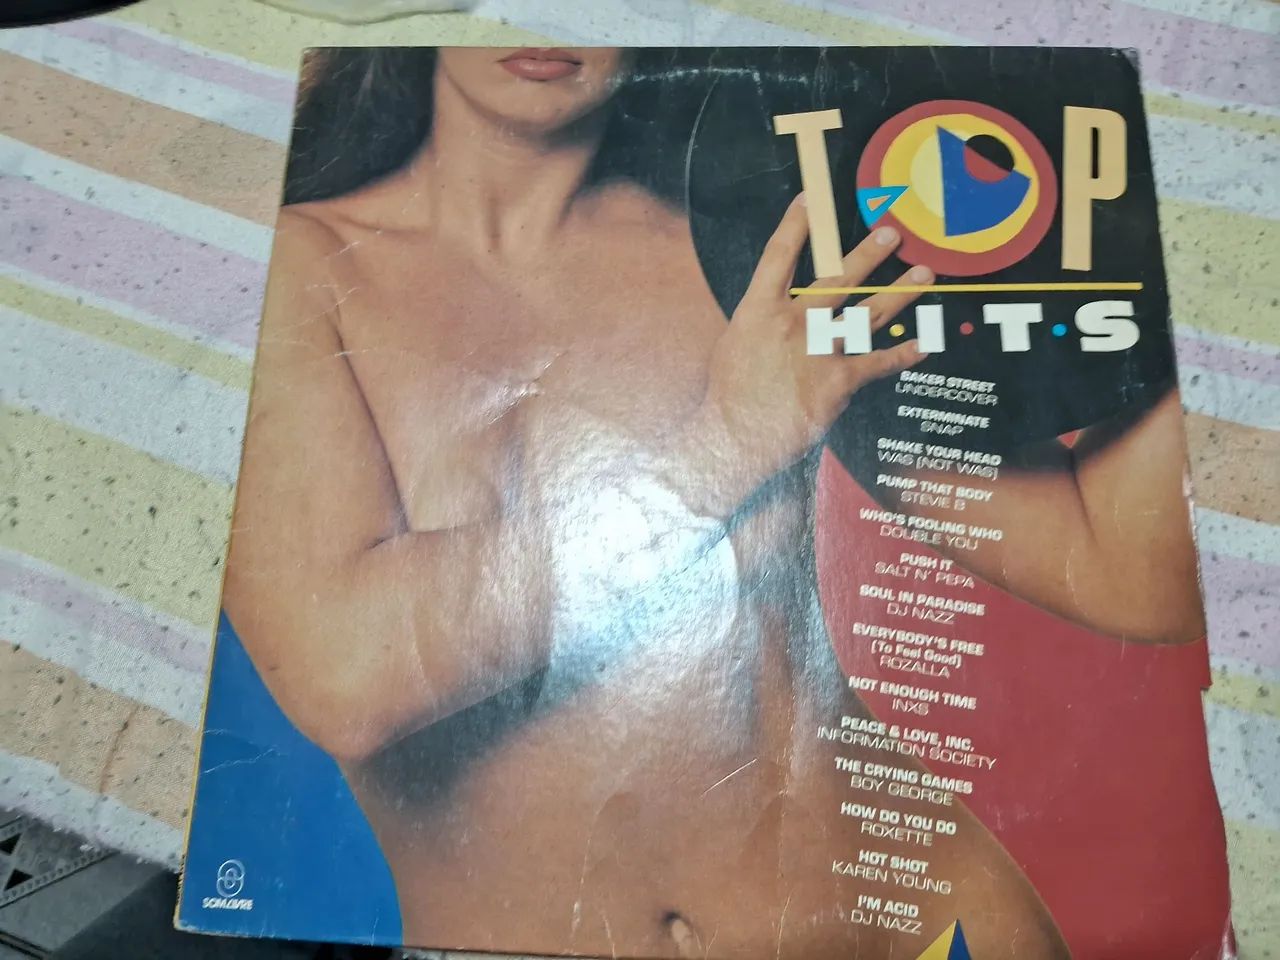 TOP
H·I·T·S
BAKER STREET
UNDERCOVER
EXTERMINATE
SNAP
SHAKE YOUR HEAD
WAS (NOT WAS)
PUMP THAT BODY
STEVIE B
WHO'S FOOLING WHO
DOUBLE YOU
PUSH IT
SALT N' PEPA
SOUL IN PARADISE
DJ NAZZ
EVERYBODY'S FREE
(To Feel Good)
ROZALLA
NOT ENOUGH TIME
INXS
PEACE & LOVE, INC.
INFORMATION SOCIETY
THE CRYING GAMES
BOY GEORGE
HOW DO YOU DO
ROXETTE
HOT SHOT
KAREN YOUNG
I'M ACID
DJ NAZZ
SOM LIVRE